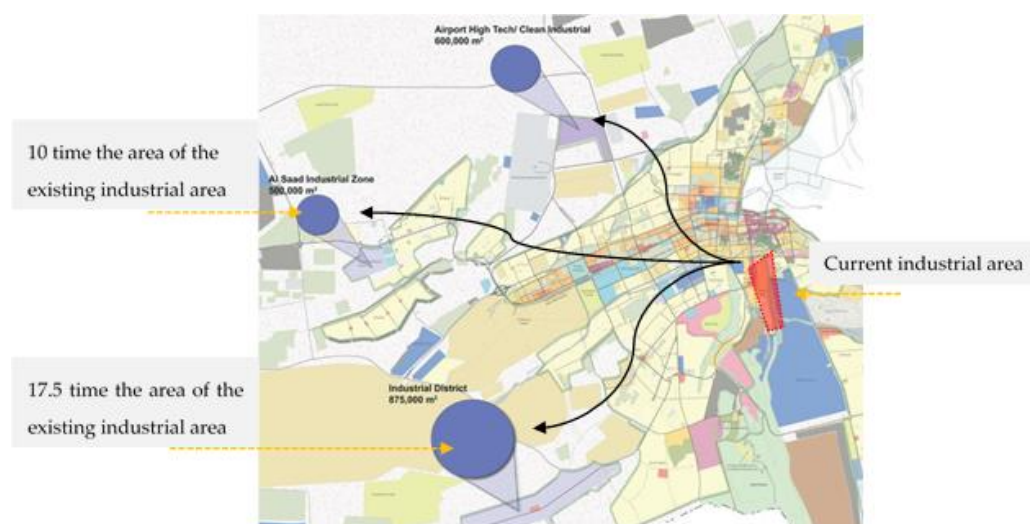 Airport High Tech/ Clean Industrial
600,000 m²
10 time the area of the
existing industrial area
Al Saad Industrial Zone
500,000 m²
Current industrial area
17.5 time the area of the
existing industrial area
Industrial District
875,000 m²